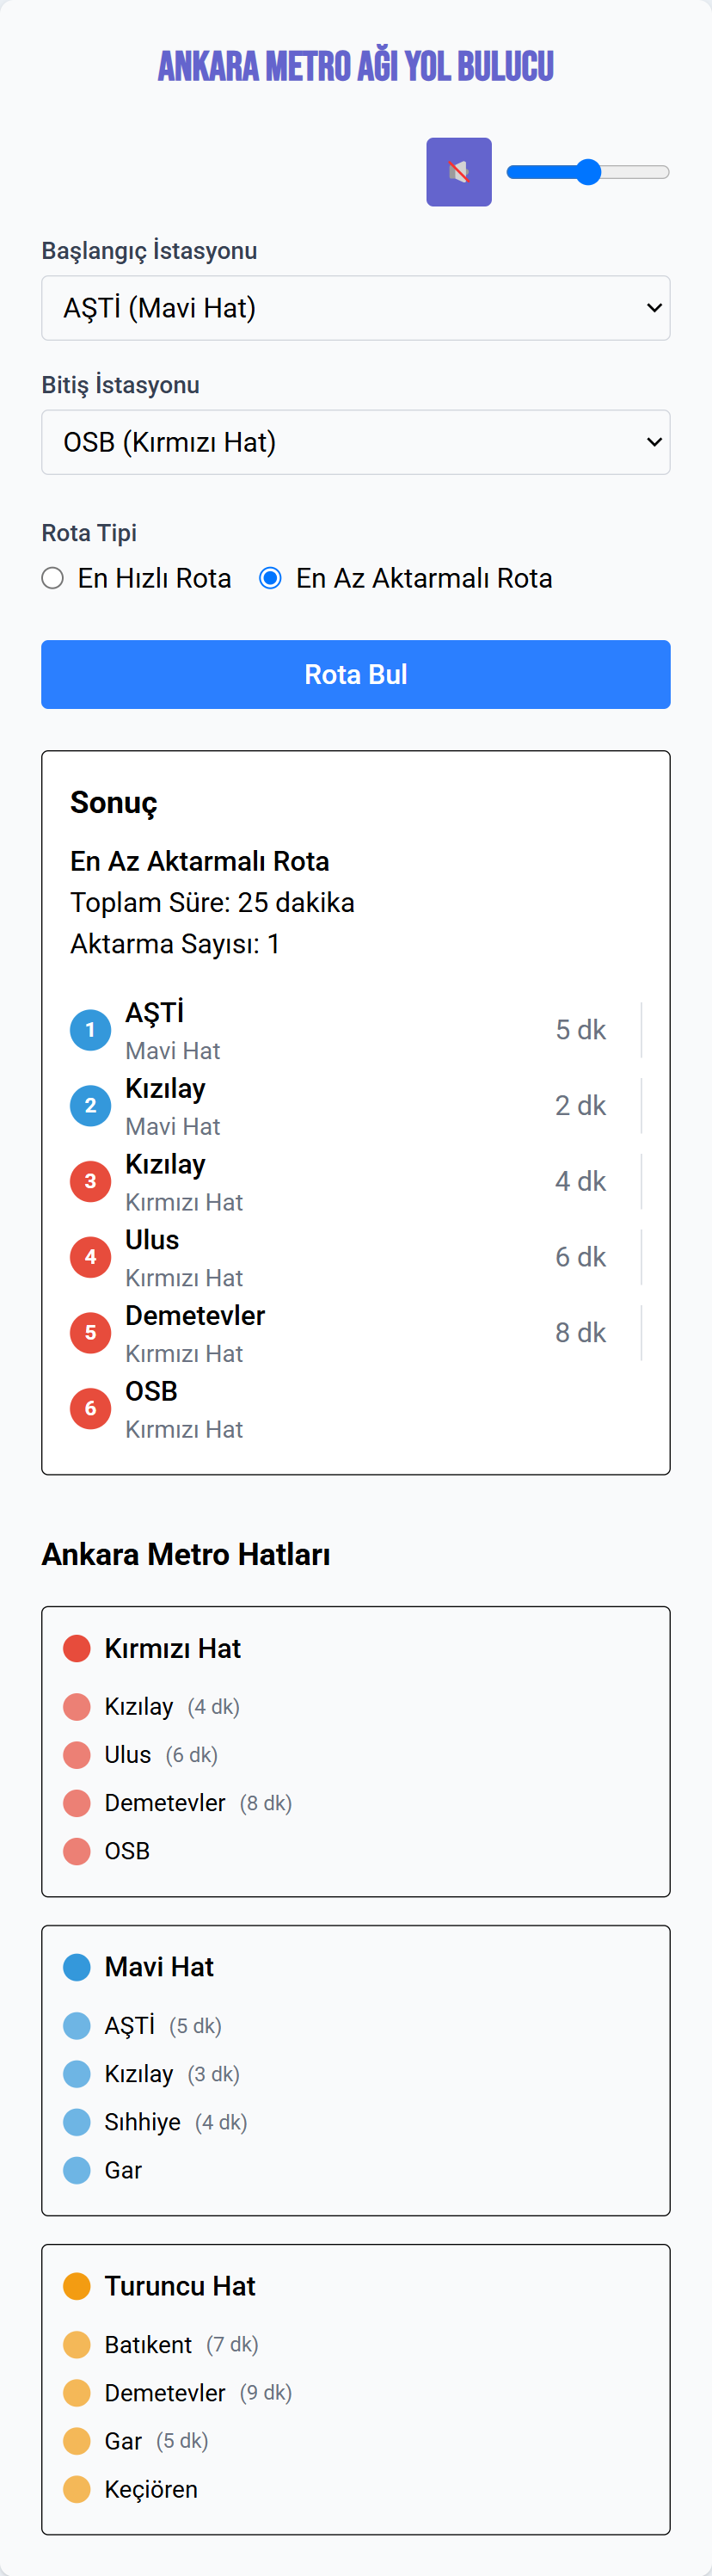 ANKARA METRO AĞI YOL BULUCU
Başlangıç İstasyonu
AŞTİ (Mavi Hat)
Bitiş İstasyonu
OSB (Kırmızı Hat)
Rota Tipi
En Hızlı Rota En Az Aktarmalı Rota
Rota Bul
Sonuç
En Az Aktarmalı Rota
Toplam Süre: 25 dakika
Aktarma Sayısı: 1
1 AŞTİ 5 dk
Mavi Hat
2 Kızılay 2 dk
Mavi Hat
3 Kızılay 4 dk
Kırmızı Hat
4 Ulus 6 dk
Kırmızı Hat
5 Demetevler 8 dk
Kırmızı Hat
6 OSB
Kırmızı Hat
Ankara Metro Hatları
Kırmızı Hat
Kızılay (4 dk)
Ulus (6 dk)
Demetevler (8 dk)
OSB
Mavi Hat
AŞTİ (5 dk)
Kızılay (3 dk)
Sıhhiye (4 dk)
Gar
Turuncu Hat
Batıkent (7 dk)
Demetevler (9 dk)
Gar (5 dk)
Keçiören